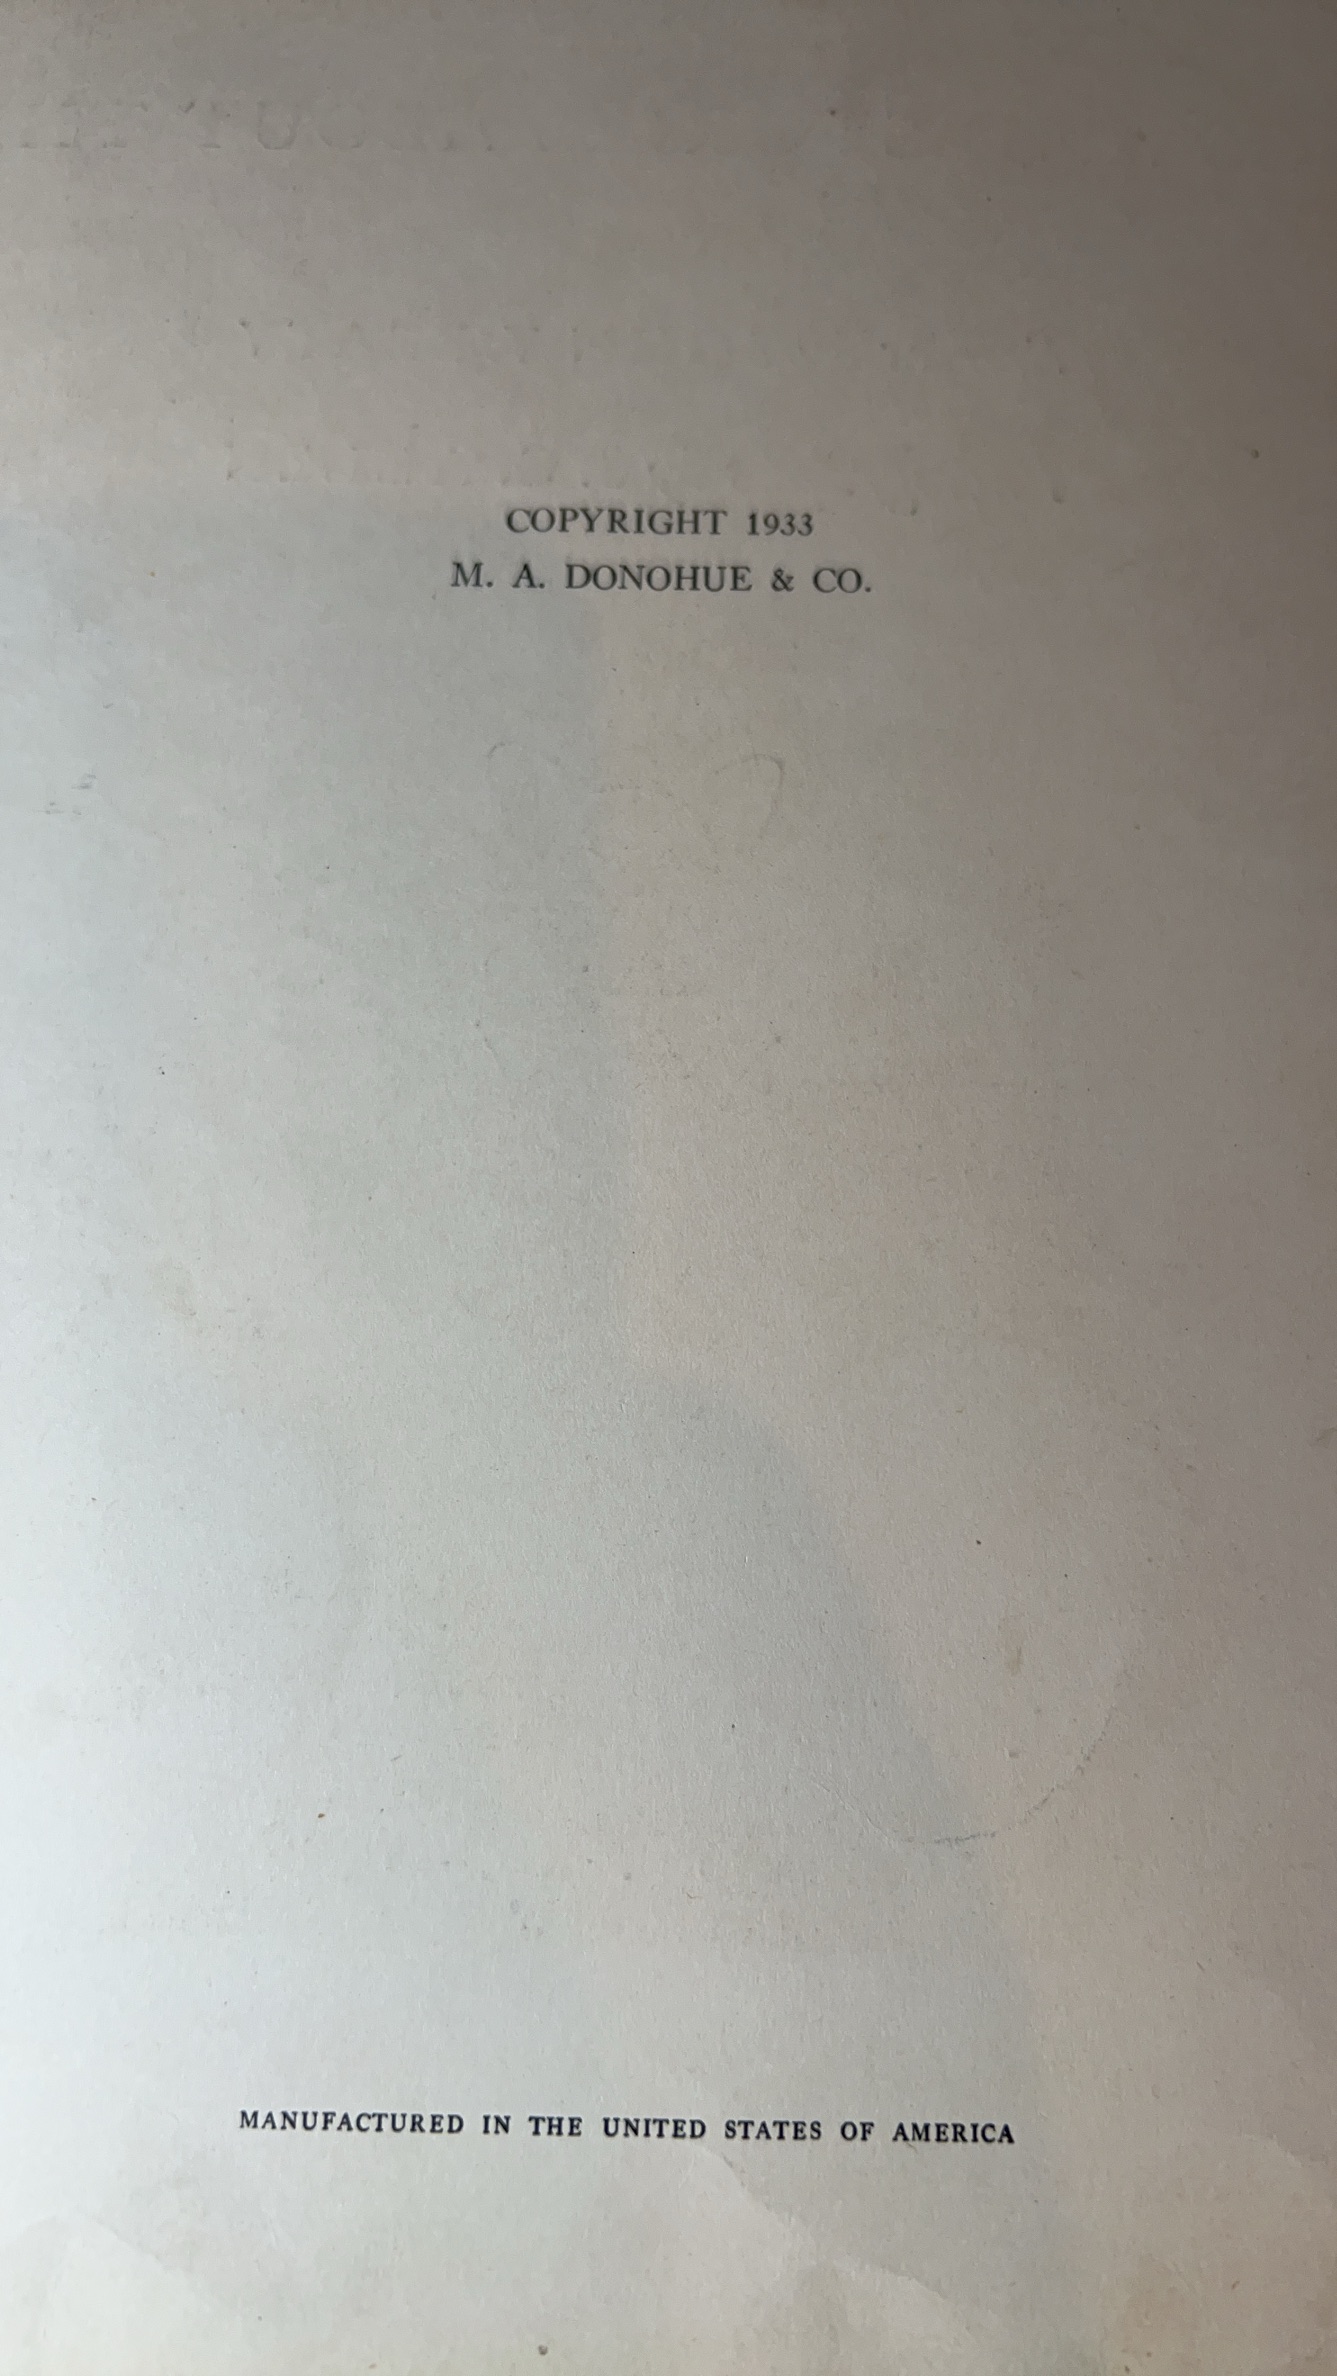 COPYRIGHT 1933
M. A. DONOHUE & CO.
MANUFACTURED IN THE UNITED STATES OF AMERICA